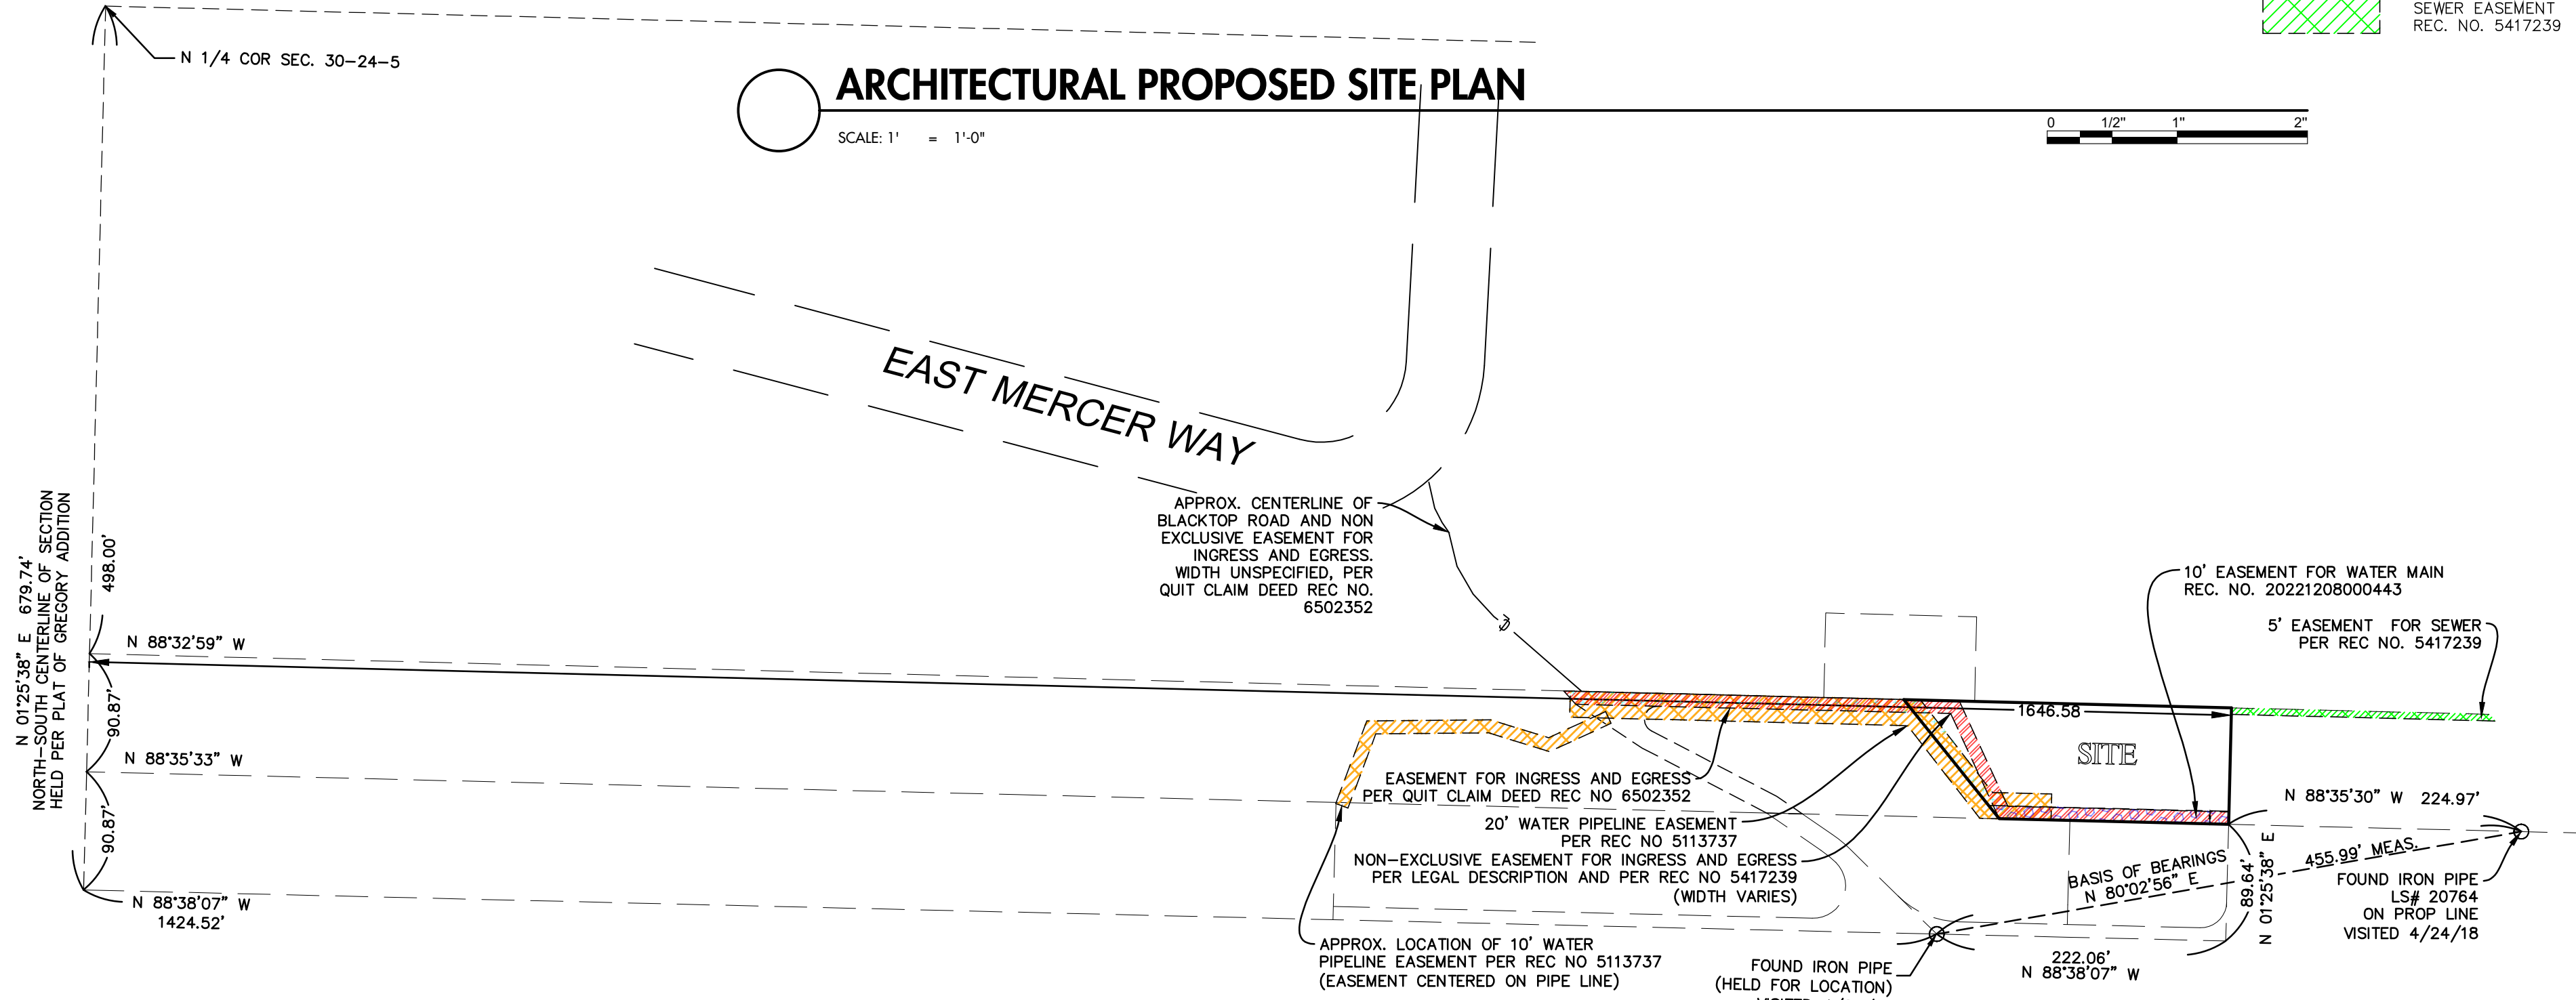 SEWER EASEMENT
REC. NO. 5417239
N 1/4 COR SEC. 30-24-5
ARCHITECTURAL PROPOSED SITE PLAN
SCALE: 1' = 1'-0"
0 1/2" 1" 2"
EAST MERCER WAY
APPROX. CENTERLINE OF
BLACKTOP ROAD AND NON
EXCLUSIVE EASEMENT FOR
INGRESS AND EGRESS.
WIDTH UNSPECIFIED, PER
QUIT CLAIM DEED REC NO.
6502352
N 01°25'38" E 679.74'
NORTH-SOUTH CENTERLINE OF SECTION
HELD PER PLAT OF GREGORY ADDITION
498.00'
90.87'
90.87'
N 88°32'59" W
N 88°35'33" W
N 88°38'07" W
1424.52'
10' EASEMENT FOR WATER MAIN
REC. NO. 20221208000443
5' EASEMENT FOR SEWER
PER REC NO. 5417239
1646.58
SITE
EASEMENT FOR INGRESS AND EGRESS
PER QUIT CLAIM DEED REC NO 6502352
20' WATER PIPELINE EASEMENT
PER REC NO 5113737
NON-EXCLUSIVE EASEMENT FOR INGRESS AND EGRESS
PER LEGAL DESCRIPTION AND PER REC NO 5417239
(WIDTH VARIES)
APPROX. LOCATION OF 10' WATER
PIPELINE EASEMENT PER REC NO 5113737
(EASEMENT CENTERED ON PIPE LINE)
N 88°35'30" W 224.97'
BASIS OF BEARINGS
N 80°02'56" E
455.99' MEAS.
89.64'
N 01°25'38" E
FOUND IRON PIPE
LS# 20764
ON PROP LINE
VISITED 4/24/18
222.06'
N 88°38'07" W
FOUND IRON PIPE
(HELD FOR LOCATION)